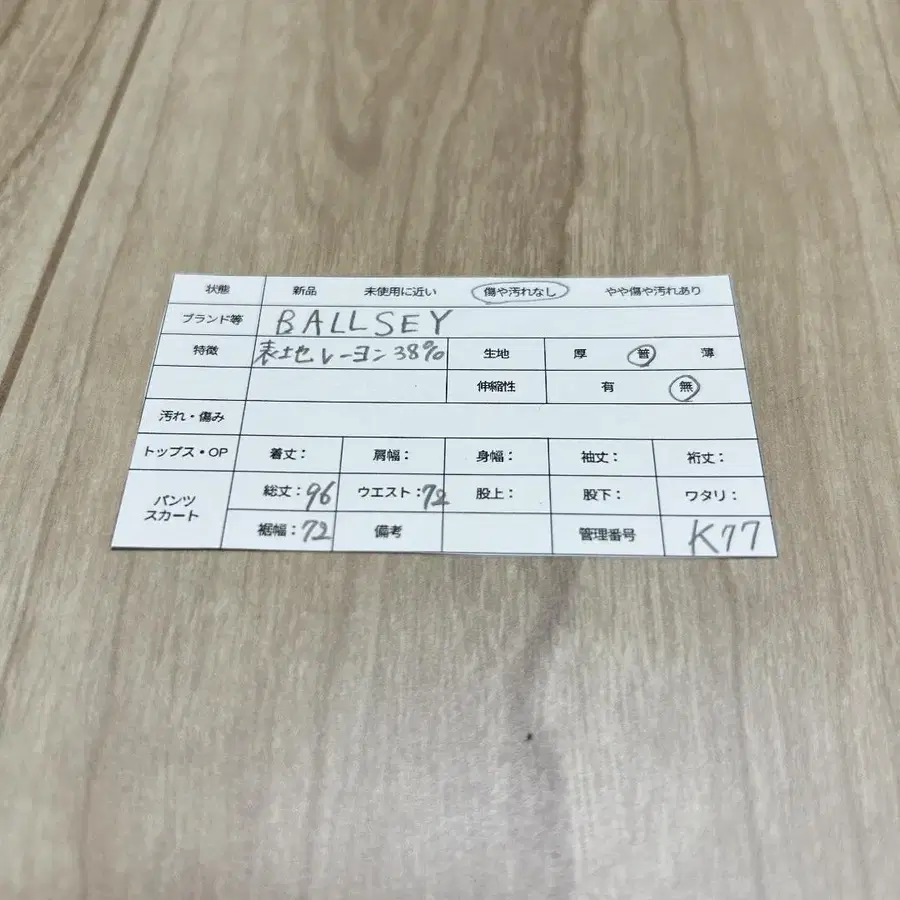 状態 新品 未使用に近い 傷や汚れなし やや傷や汚れあり
ブランド等 BALLSEY
特徴 表地レーヨン38% 生地 厚 普 薄
伸縮性 有 無
汚れ・傷み
トップス・OP 着丈： 肩幅： 身幅： 袖丈： 裄丈：
パンツ スカート 総丈：96 ウエスト：72 股上： 股下： ワタリ：
裾幅：72 備考 管理番号 K77